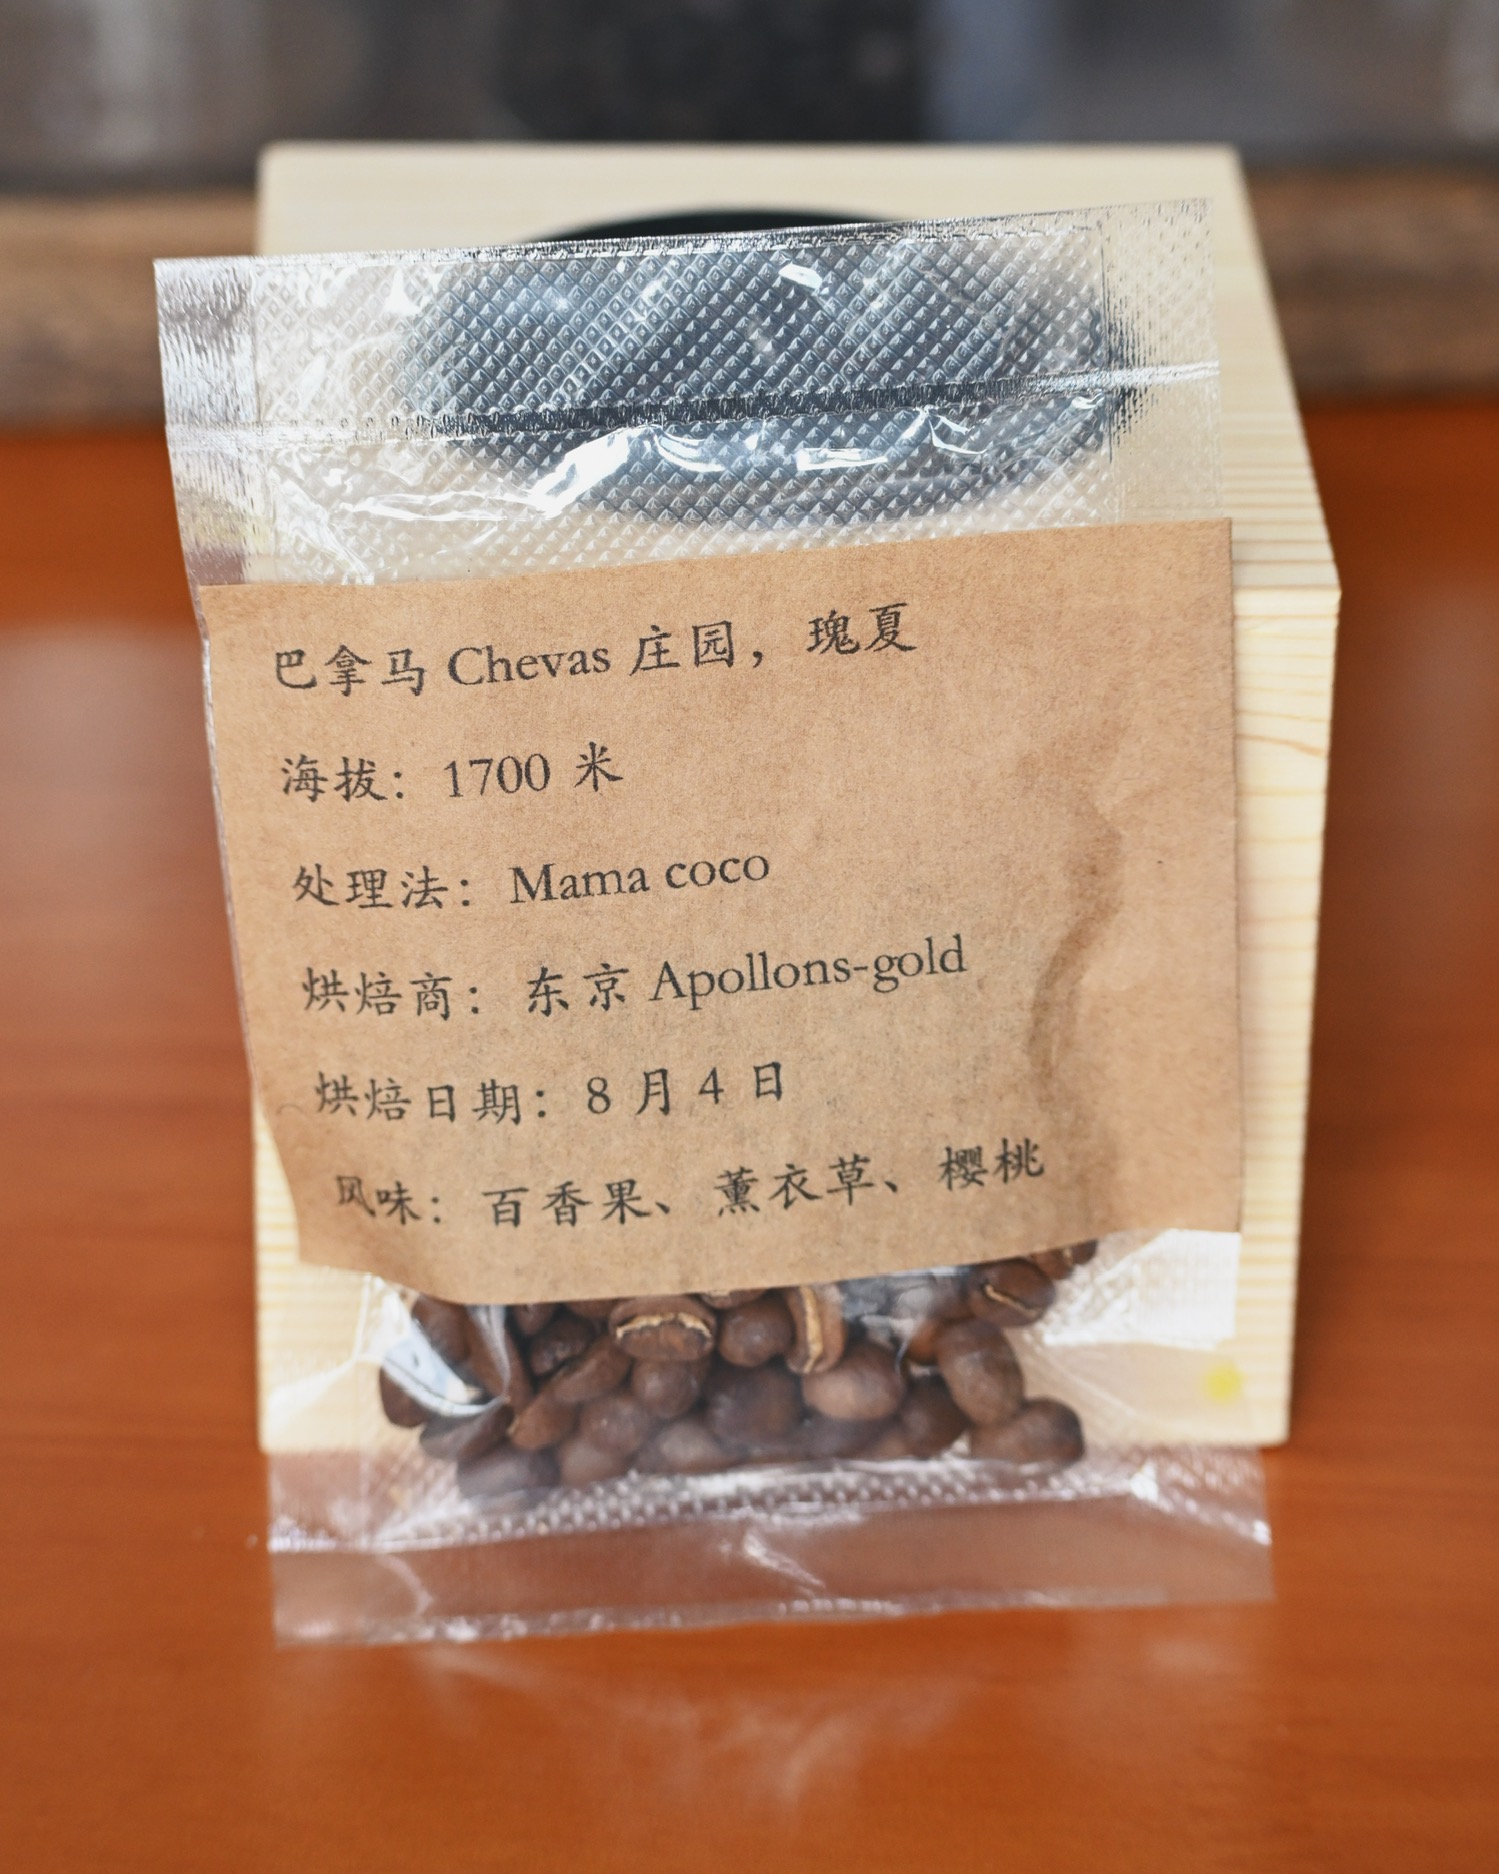 巴拿马 Chevas 庄园，瑰夏
海拔：1700 米
处理法：Mama coco
烘焙商：东京 Apollons-gold
烘焙日期：8 月 4 日
风味：百香果、薰衣草、樱桃